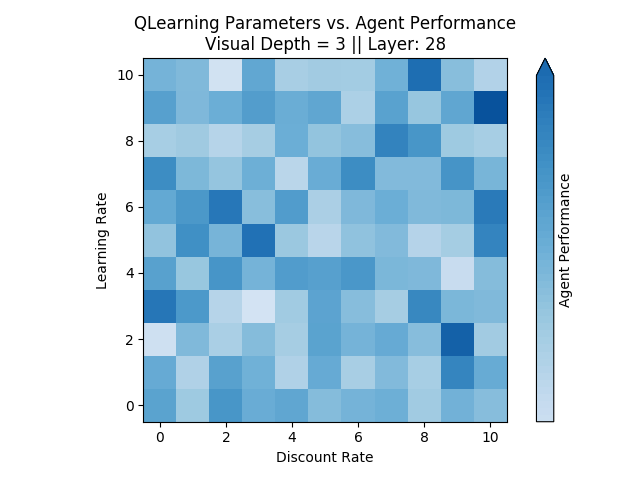 QLearning Parameters vs. Agent Performance
Visual Depth = 3 || Layer: 28
10
8
6
4
2
0
Learning Rate
0 2 4 6 8 10
Discount Rate
Agent Performance